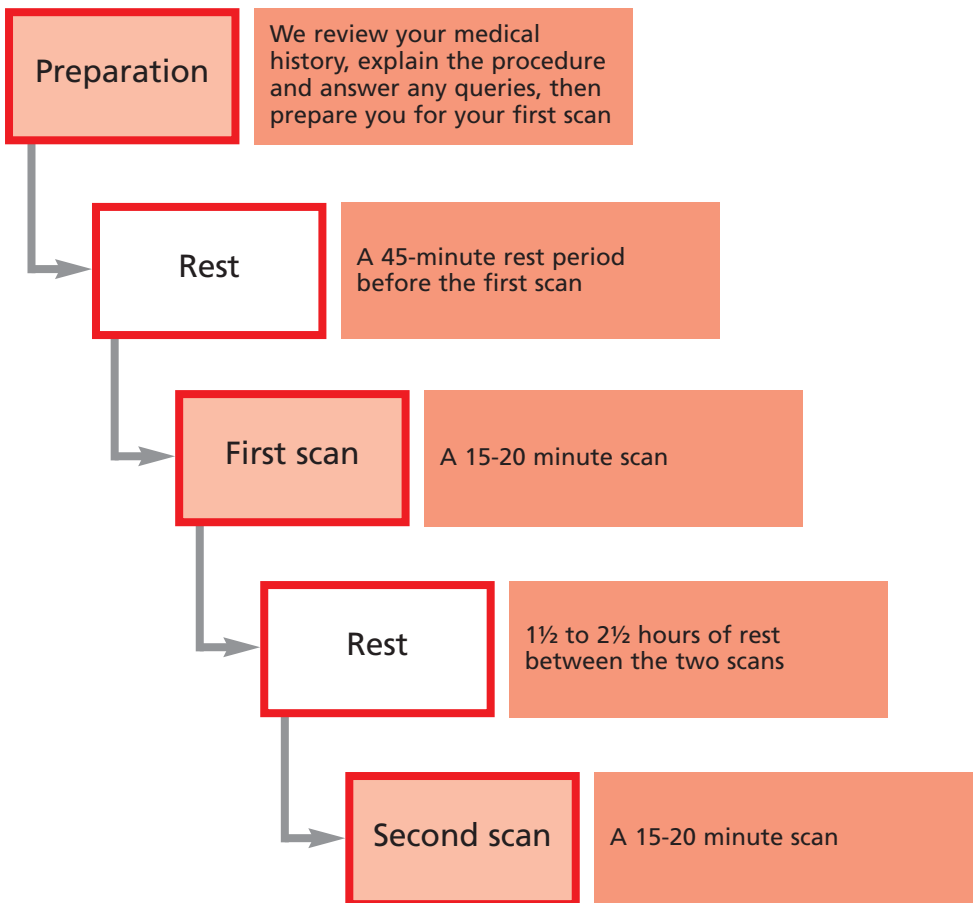 Preparation
We review your medical
history, explain the procedure
and answer any queries, then
prepare you for your first scan
Rest
A 45-minute rest period
before the first scan
First scan
A 15-20 minute scan
Rest
1½ to 2½ hours of rest
between the two scans
Second scan
A 15-20 minute scan